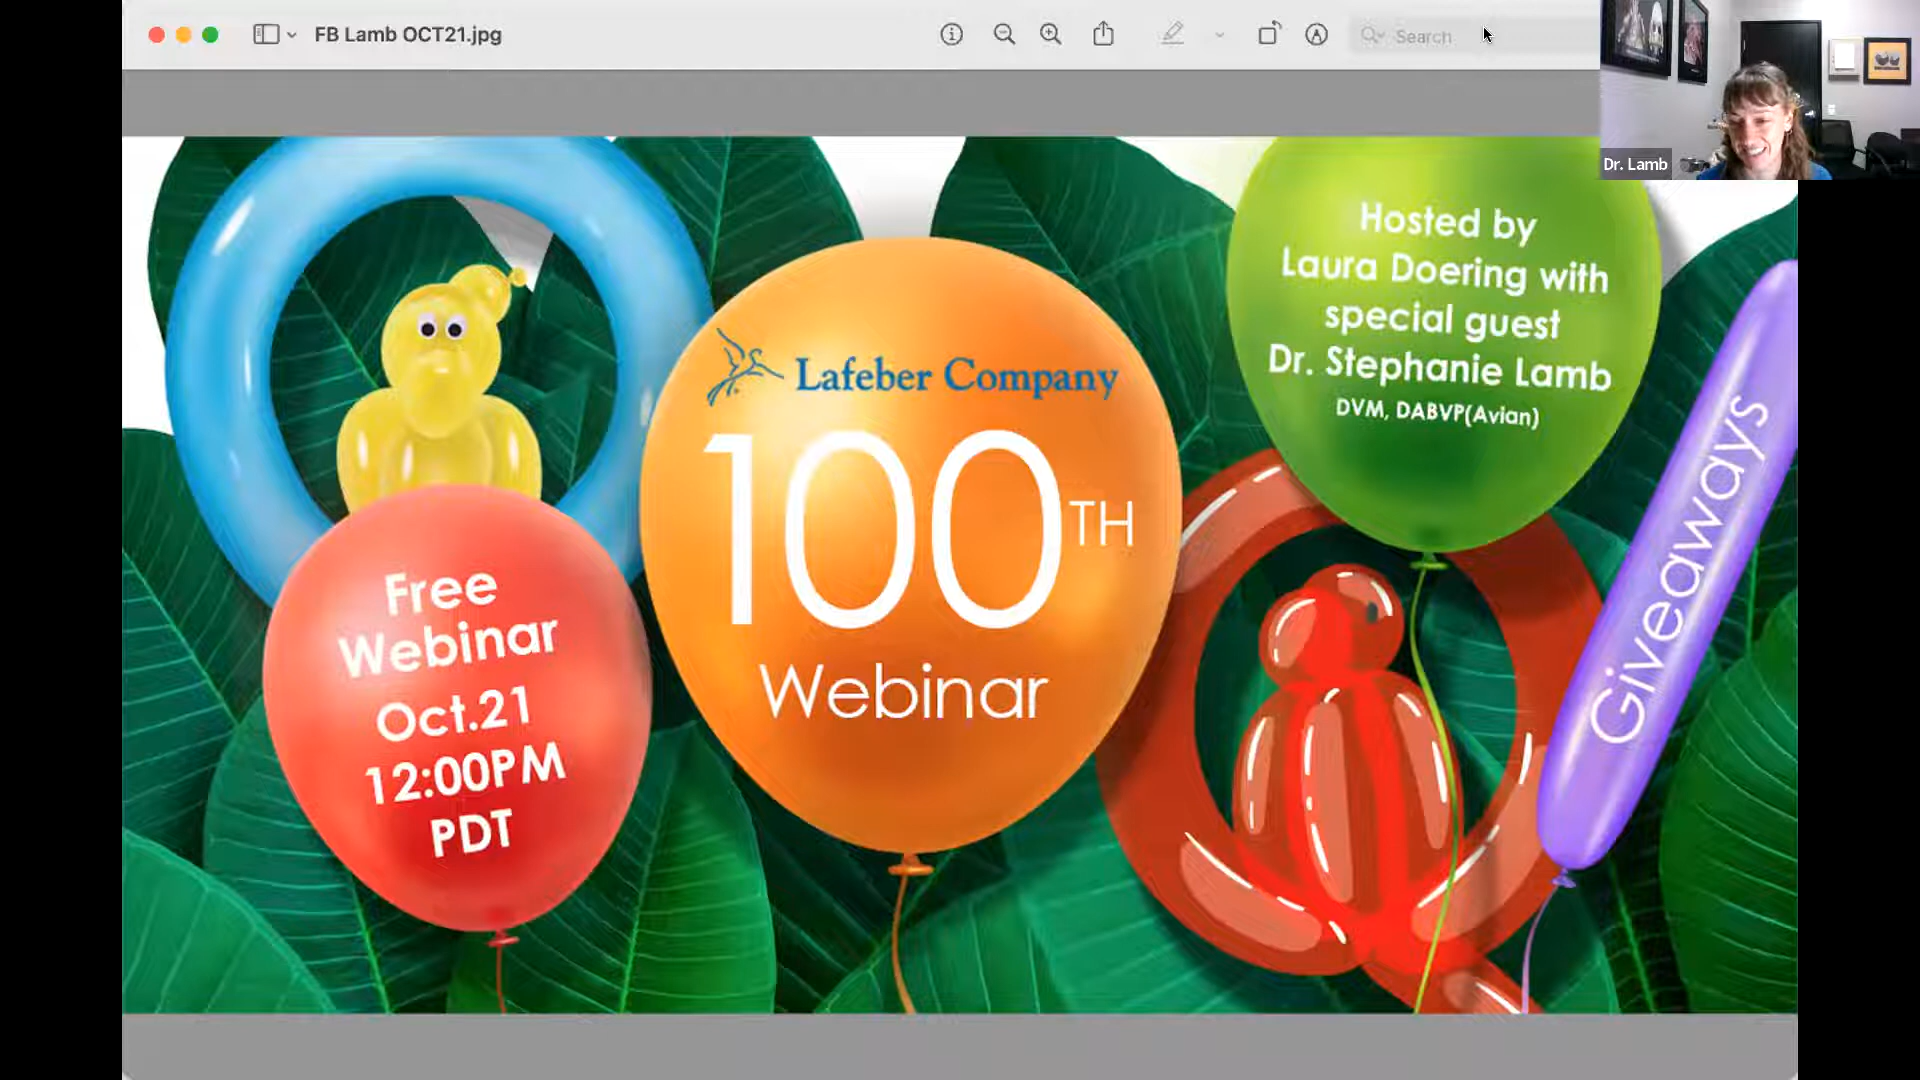 FB Lamb OCT21.jpg
Search
Dr. Lamb
Hosted by
Laura Doering with
special guest
Dr. Stephanie Lamb
DVM, DABVP(Avian)
Lafeber Company
100TH
Webinar
Free
Webinar
Oct.21
12:00PM
PDT
Giveaways